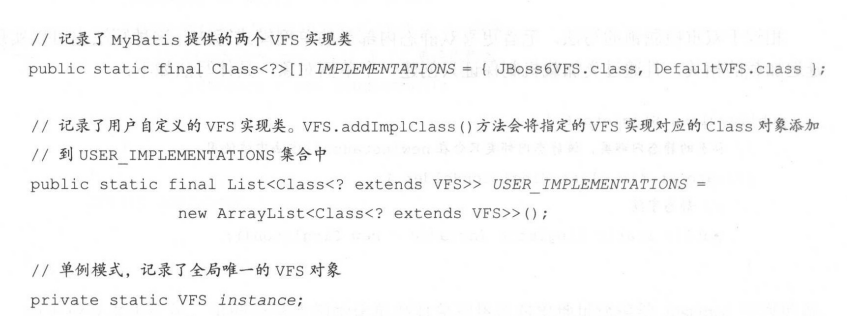 // 记录了 MyBatis 提供的两个 VFS 实现类
public static final Class<?>[] IMPLEMENTATIONS = { JBoss6VFS.class, DefaultVFS.class };
// 记录了用户自定义的 VFS 实现类。VFS.addImplClass()方法会将指定的 VFS 实现对应的 Class 对象添加
// 到 USER_IMPLEMENTATIONS 集合中
public static final List<Class<? extends VFS>> USER_IMPLEMENTATIONS =
new ArrayList<Class<? extends VFS>>();
// 单例模式，记录了全局唯一的 VFS 对象
private static VFS instance;